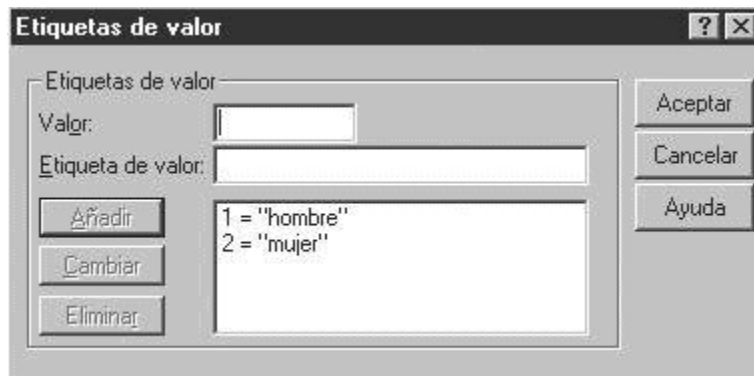 Etiquetas de valor
Etiquetas de valor
Valor:
Etiqueta de valor:
Añadir
Cambiar
Eliminar
1 = "hombre"
2 = "mujer"
Aceptar
Cancelar
Ayuda